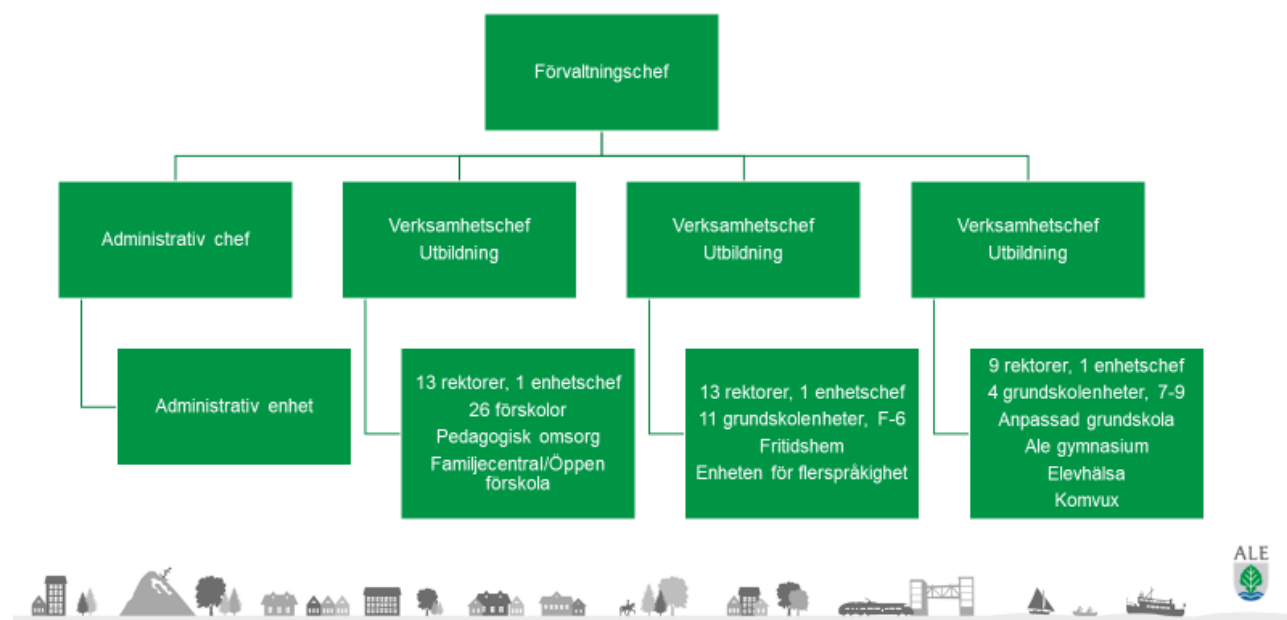 Förvaltningschef
Administrativ chef
Verksamhetschef
Utbildning
Verksamhetschef
Utbildning
Verksamhetschef
Utbildning
Administrativ enhet
13 rektorer, 1 enhetschef
26 förskolor
Pedagogisk omsorg
Familjecentral/Öppen
förskola
13 rektorer, 1 enhetschef
11 grundskolenheter, F-6
Fritidshem
Enheten för flerspråkighet
9 rektorer, 1 enhetschef
4 grundskolenheter, 7-9
Anpassad grundskola
Ale gymnasium
Elevhälsa
Komvux
ALE